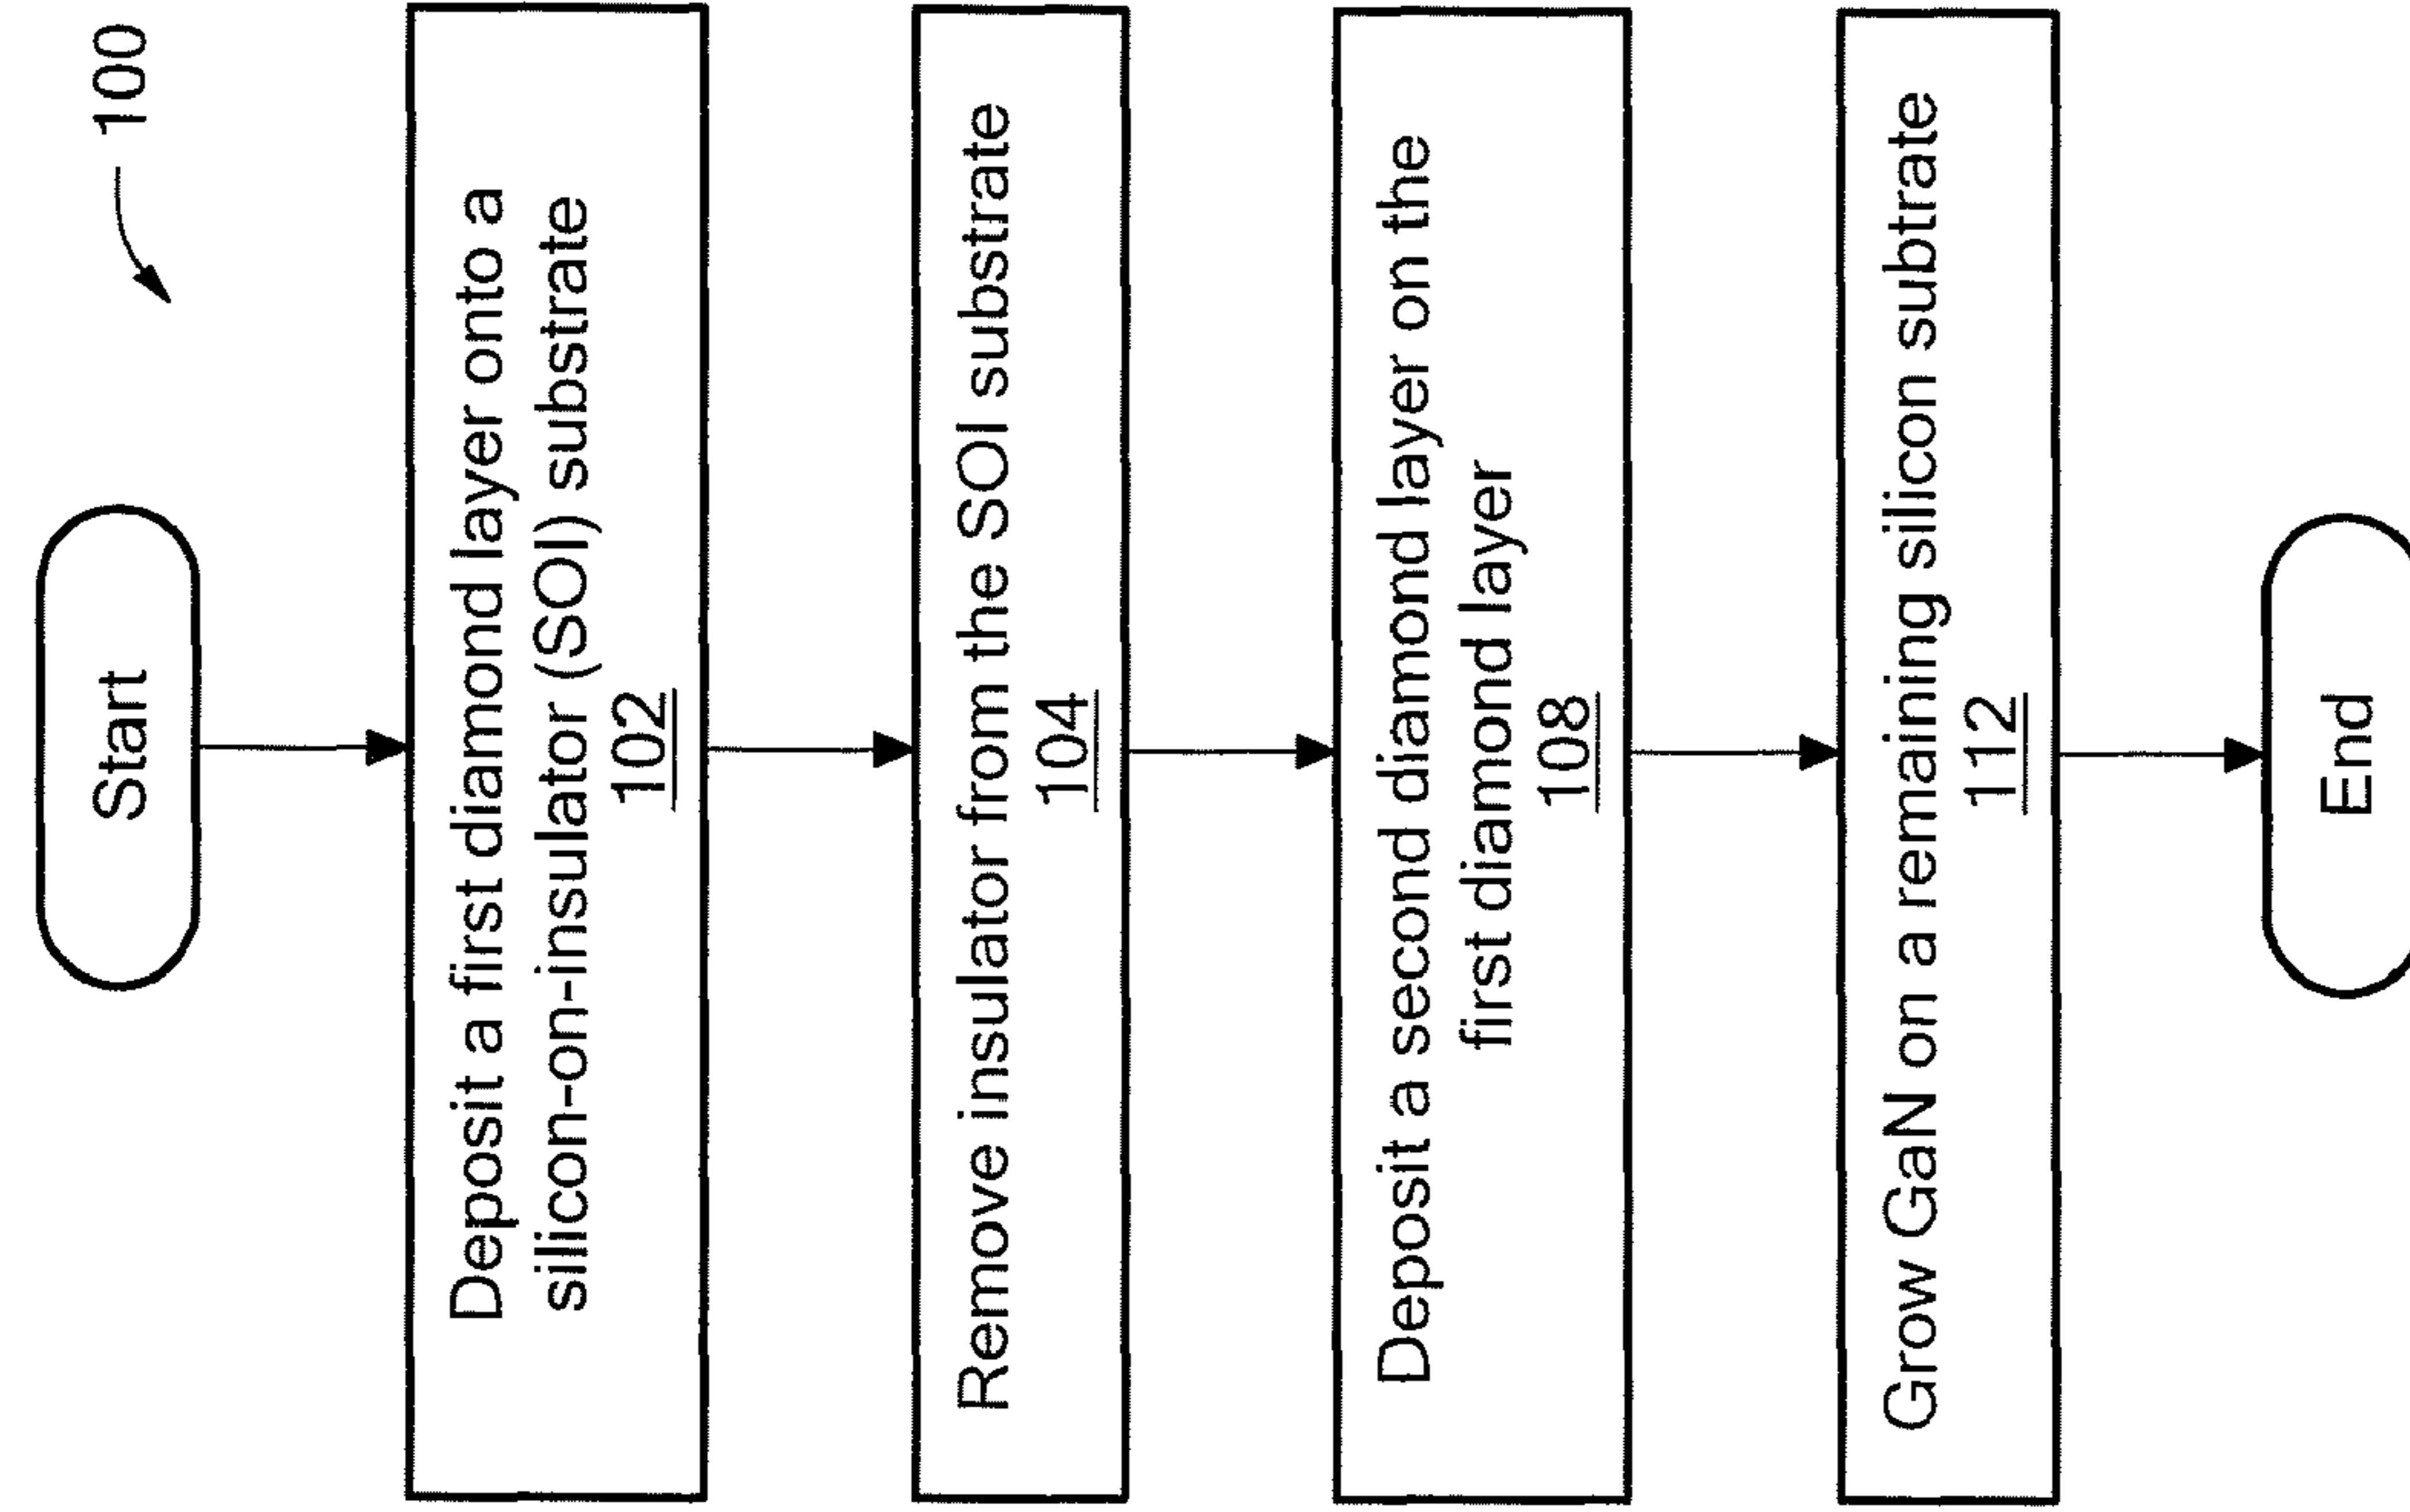 100
Start
Deposit a first diamond layer onto a
silicon-on-insulator (SOI) substrate
102
Remove insulator from the SOI substrate
104
Deposit a second diamond layer on the
first diamond layer
108
Grow GaN on a remaining silicon subtrate
112
End